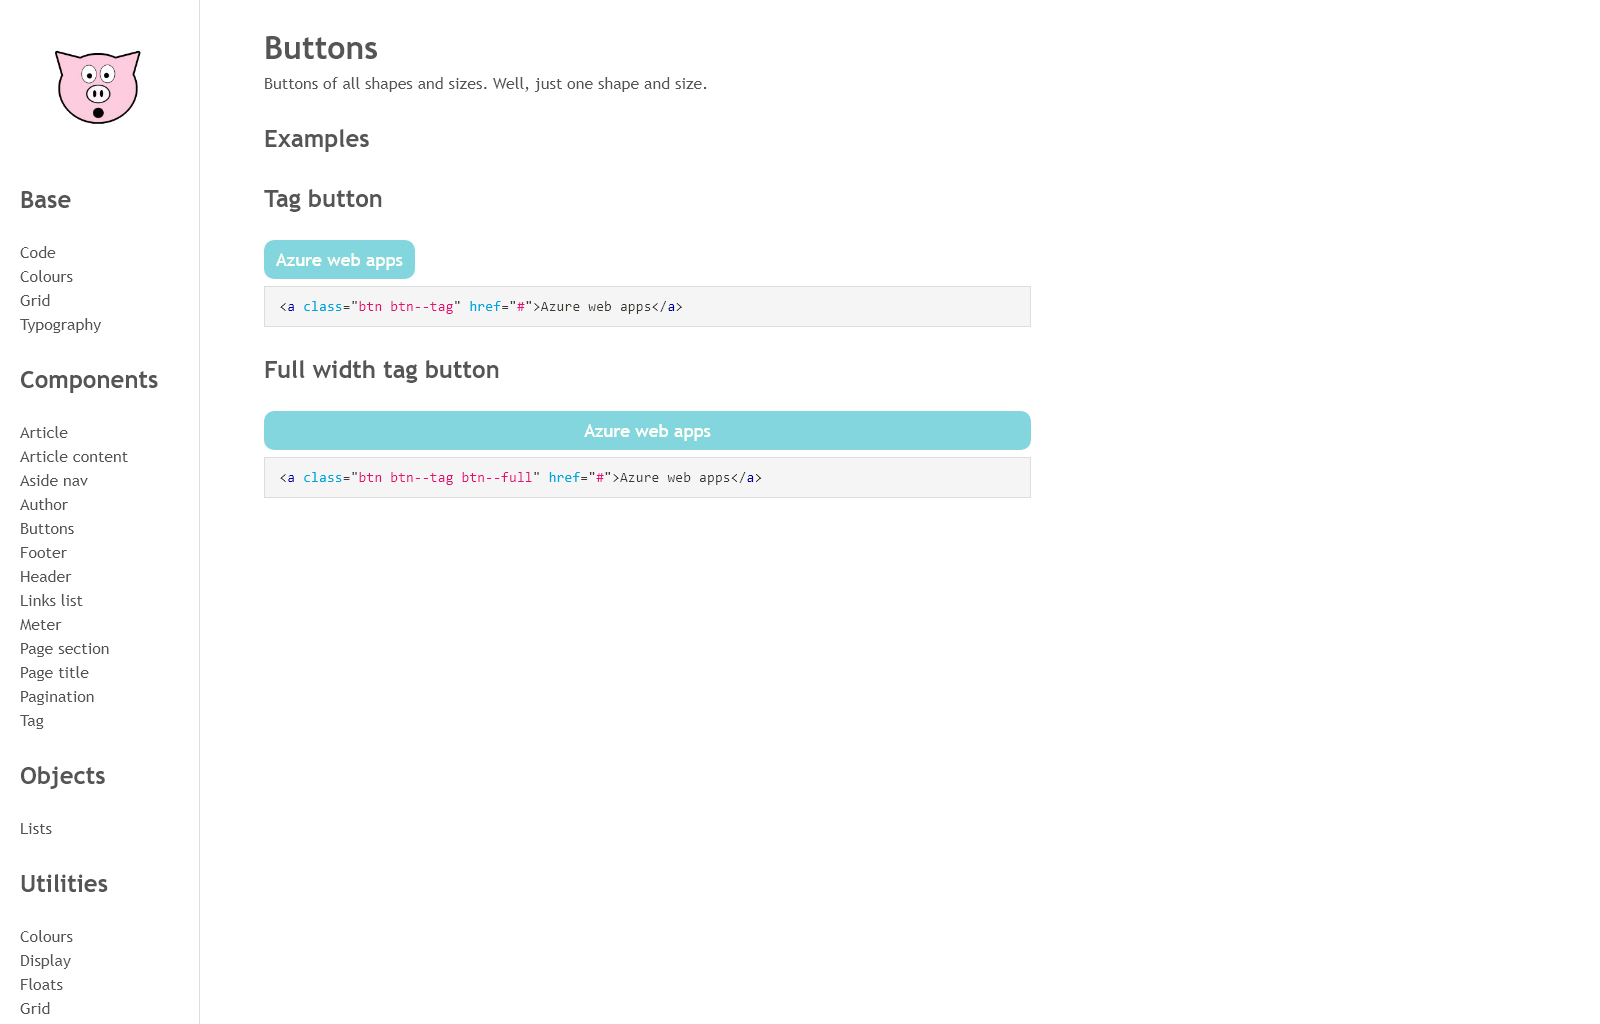 Base
Code
Colours
Grid
Typography
Components
Article
Article content
Aside nav
Author
Buttons
Footer
Header
Links list
Meter
Page section
Page title
Pagination
Tag
Objects
Lists
Utilities
Colours
Display
Floats
Grid
Buttons
Buttons of all shapes and sizes. Well, just one shape and size.
Examples
Tag button
Azure web apps
<a class="btn btn--tag" href="#">Azure web apps</a>
Full width tag button
Azure web apps
<a class="btn btn--tag btn--full" href="#">Azure web apps</a>